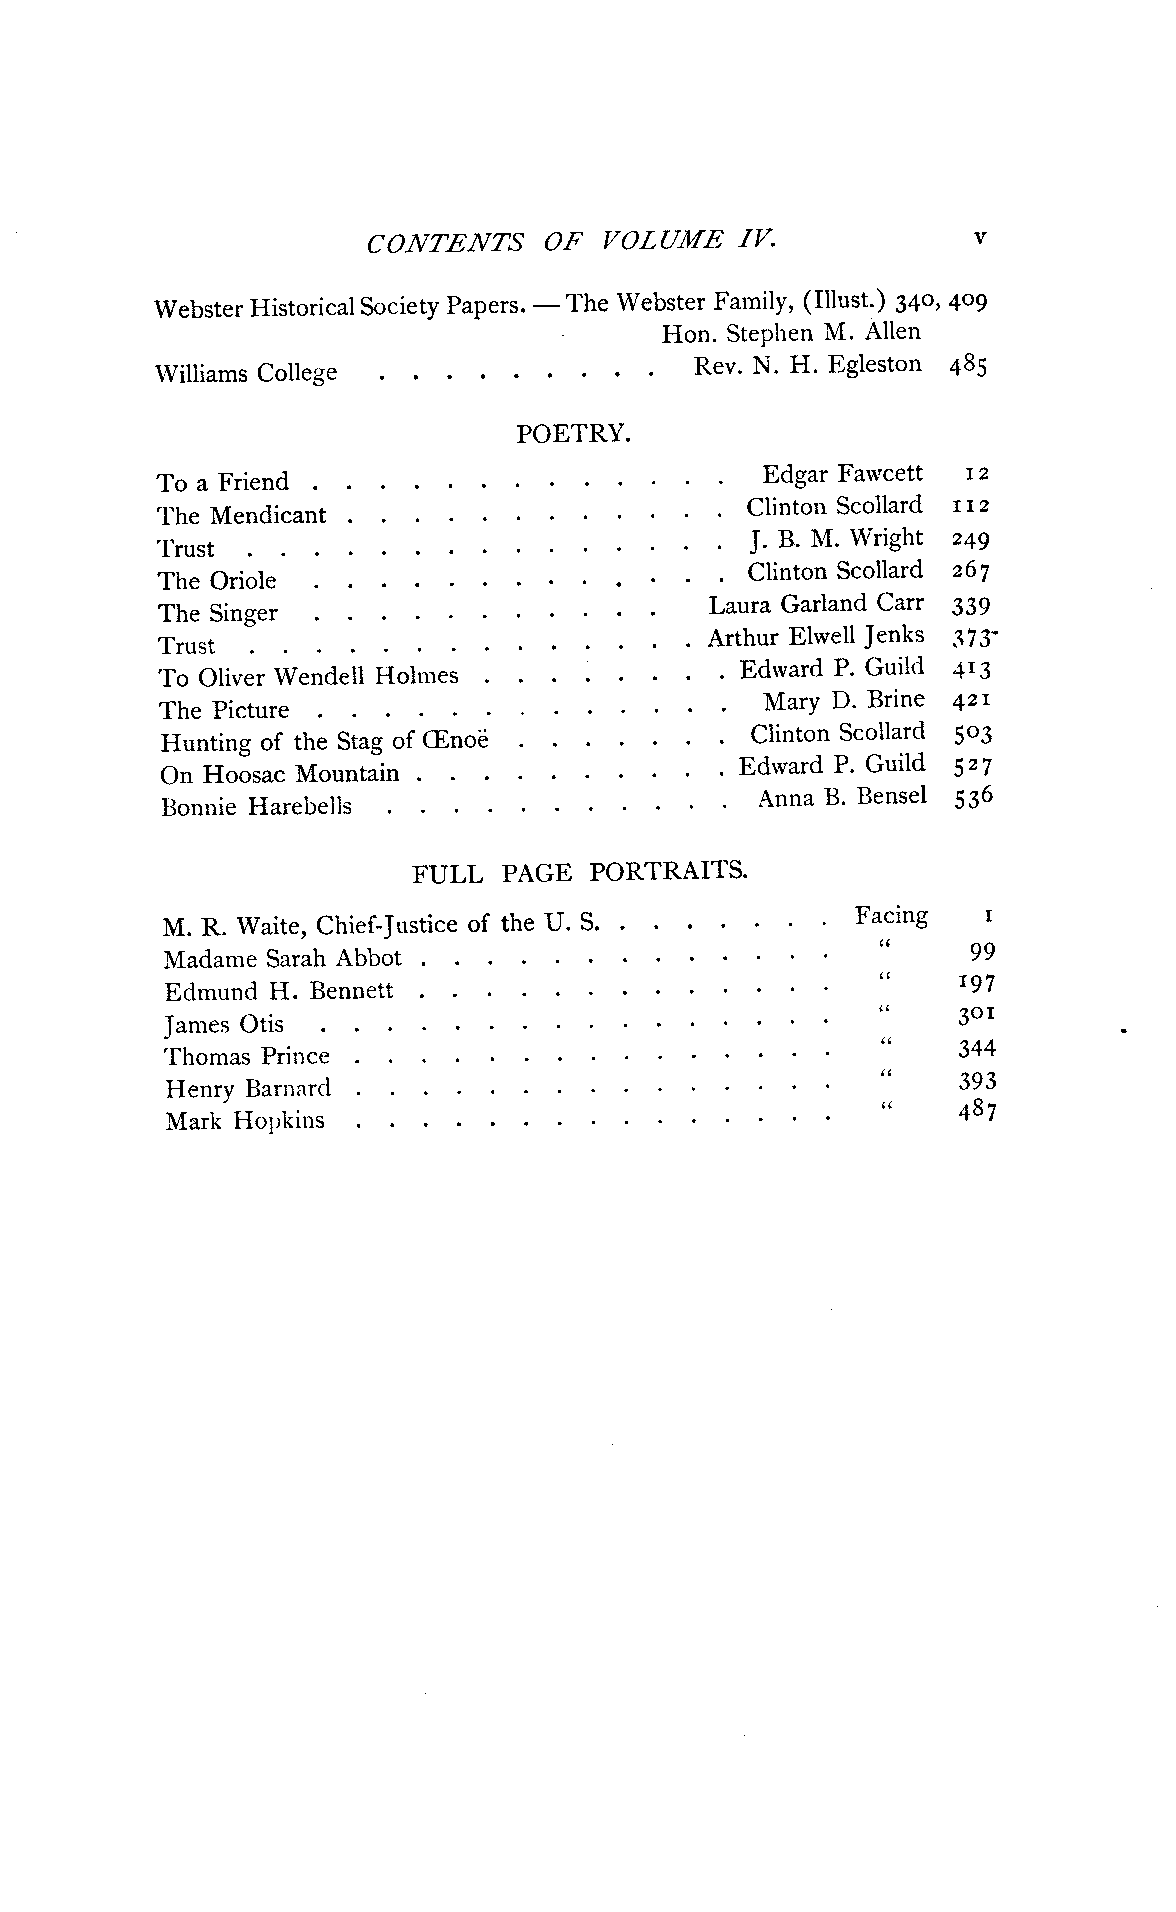 CONTENTS OF VOLUME IV. v
Webster Historical Society Papers. — The Webster Family, (Illust.) 340, 409
Hon. Stephen M. Allen
Williams College . . . . . . . . . Rev. N. H. Egleston 485
POETRY.
To a Friend . . . . . . . . . . . . . Edgar Fawcett 12
The Mendicant . . . . . . . . . . . . Clinton Scollard 112
Trust . . . . . . . . . . . . . . . J. B. M. Wright 249
The Oriole . . . . . . . . . . . . . Clinton Scollard 267
The Singer . . . . . . . . . . . Laura Garland Carr 339
Trust . . . . . . . . . . . . . . Arthur Elwell Jenks 373
To Oliver Wendell Holmes . . . . . . . . Edward P. Guild 413
The Picture . . . . . . . . . . . . . Mary D. Brine 421
Hunting of the Stag of Œnoë . . . . . . . Clinton Scollard 503
On Hoosac Mountain . . . . . . . . . . Edward P. Guild 527
Bonnie Harebells . . . . . . . . . . . Anna B. Bensel 536
FULL PAGE PORTRAITS.
M. R. Waite, Chief-Justice of the U. S. . . . . . . . Facing 1
Madame Sarah Abbot . . . . . . . . . . . . . “ 99
Edmund H. Bennett . . . . . . . . . . . . . “ 197
James Otis . . . . . . . . . . . . . . . . “ 301
Thomas Prince . . . . . . . . . . . . . . . “ 344
Henry Barnard . . . . . . . . . . . . . . . “ 393
Mark Hopkins . . . . . . . . . . . . . . . “ 487